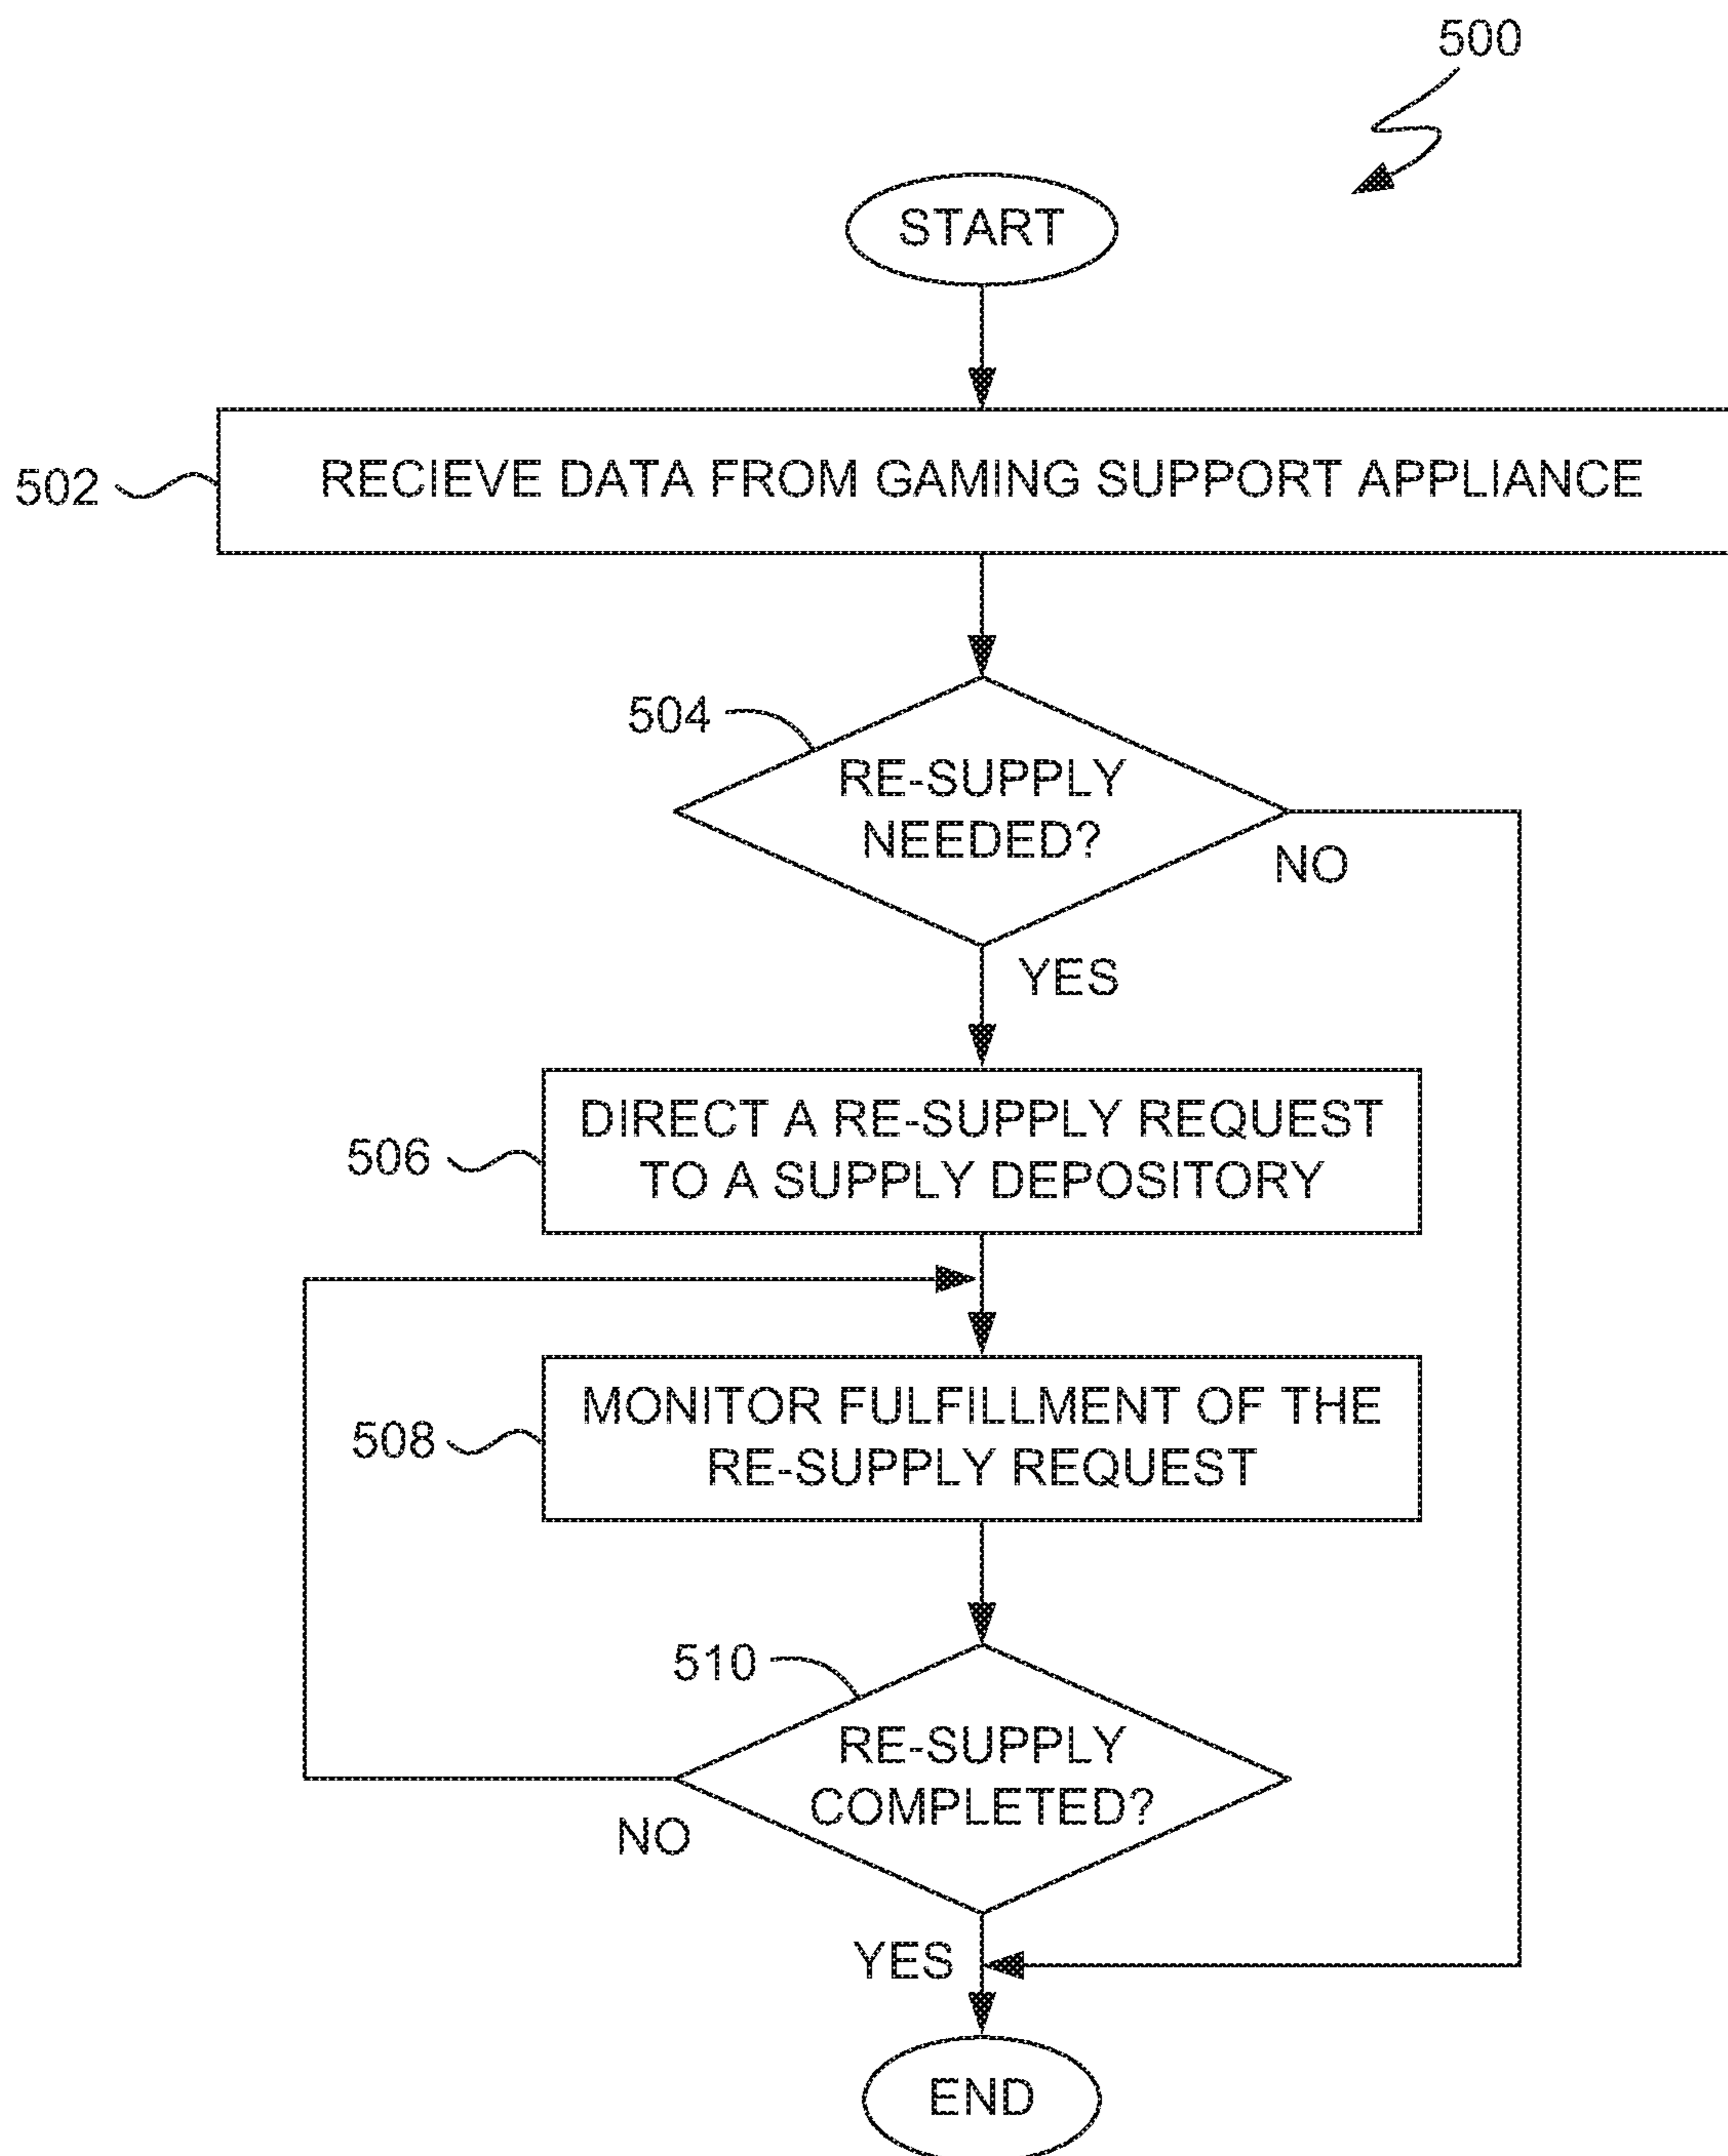 500
START
502
RECIEVE DATA FROM GAMING SUPPORT APPLIANCE
504
RE-SUPPLY
NEEDED?
NO
YES
506
DIRECT A RE-SUPPLY REQUEST
TO A SUPPLY DEPOSITORY
508
MONITOR FULFILLMENT OF THE
RE-SUPPLY REQUEST
510
RE-SUPPLY
COMPLETED?
NO
YES
END